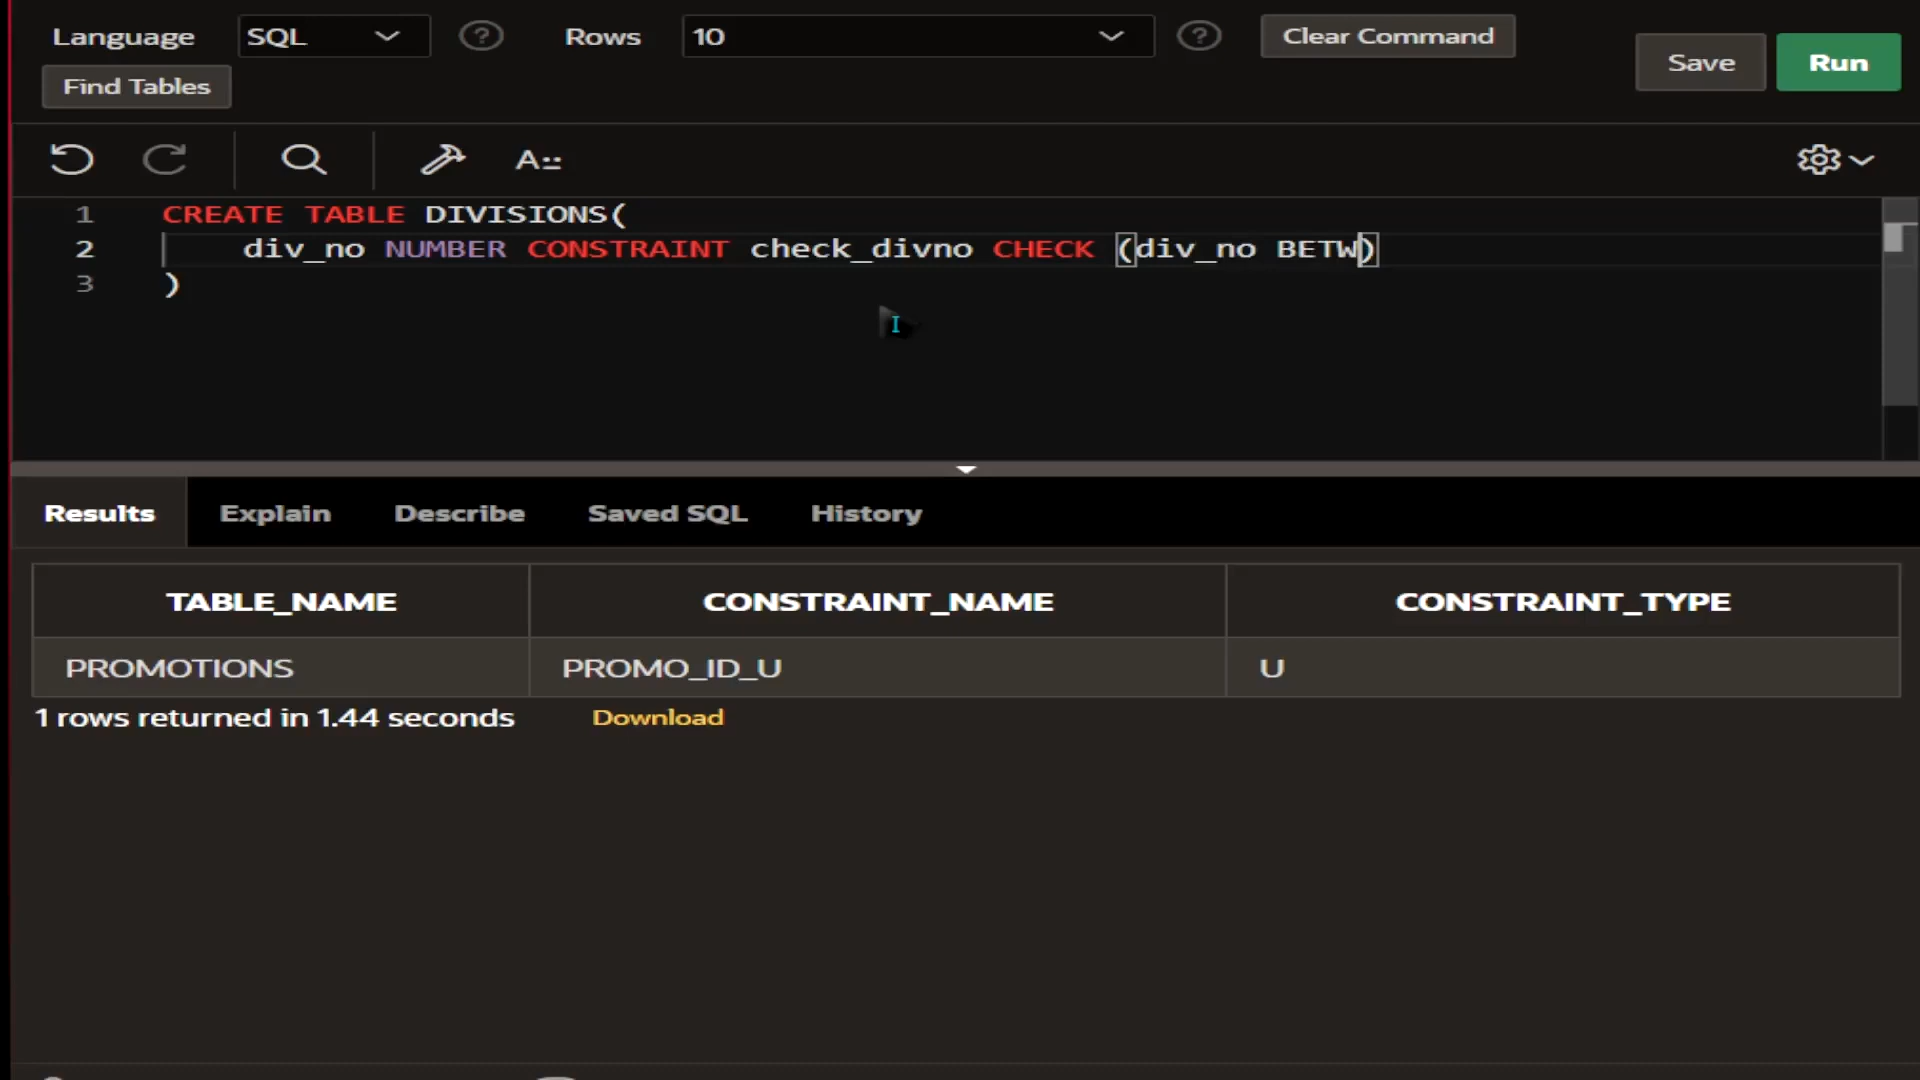 Language SQL ? Rows 10 ? Clear Command Save Run
Find Tables
A::
1 CREATE TABLE DIVISIONS(
2 div_no NUMBER CONSTRAINT check_divno CHECK (div_no BETW)
3 )
Results Explain Describe Saved SQL History
TABLE_NAME CONSTRAINT_NAME CONSTRAINT_TYPE
PROMOTIONS PROMO_ID_U U
1 rows returned in 1.44 seconds Download